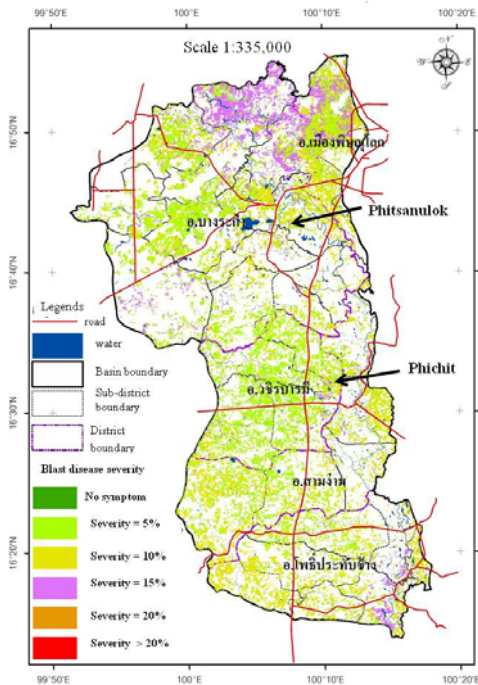 99°50'E
100°0'E
100°10'E
100°20'E
Scale 1:335,000
N
W
S
16°50'N
16°40'N
16°30'N
16°20'N
อ.เมืองพิษณุโลก
อ.บางระกำ
Phitsanulok
Legends
road
water
Basin boundary
Sub-district
boundary
District
boundary
Phichit
อ.วชิรบารมี
อ.สามง่าม
อ.โพธิ์ประทับช้าง
Blast disease severity
No symptom
Severity = 5%
Severity = 10%
Severity = 15%
Severity = 20%
Severity > 20%
99°50'E
100°0'E
100°10'E
100°20'E